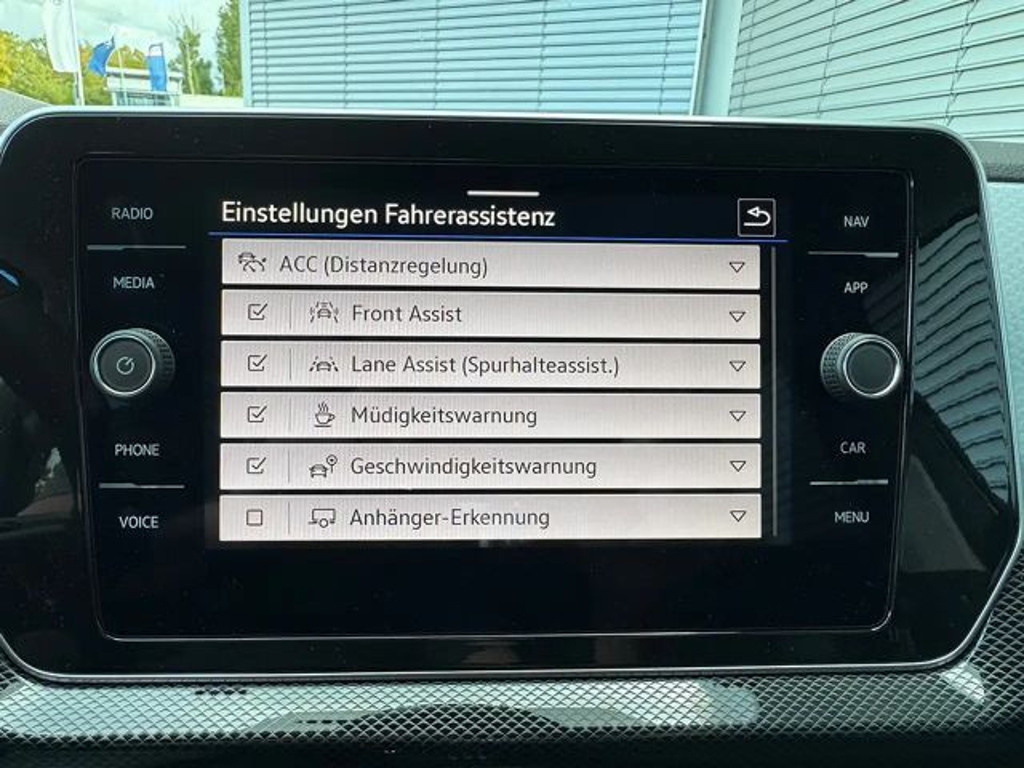 Einstellungen Fahrerassistenz
RADIO
NAV
ACC (Distanzregelung)
MEDIA
APP
Front Assist
Lane Assist (Spurhalteassist.)
Müdigkeitswarnung
PHONE
CAR
Geschwindigkeitswarnung
VOICE
Anhänger-Erkennung
MENU